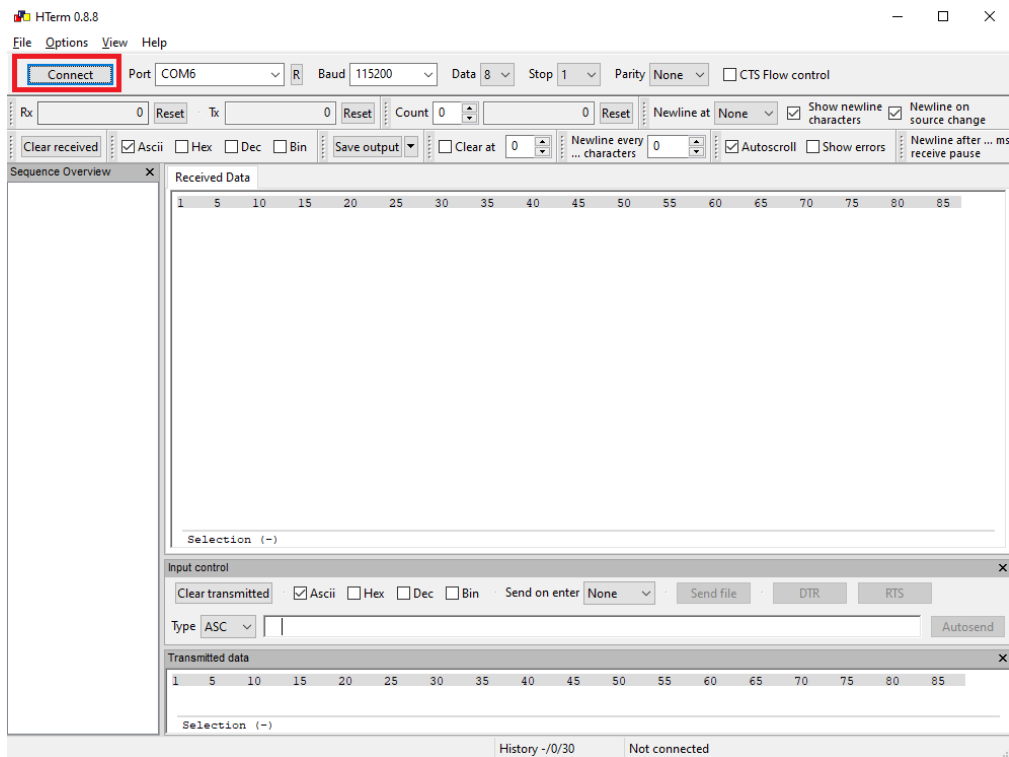 HTerm 0.8.8
File Options View Help
Connect Port COM6 R Baud 115200 Data 8 Stop 1 Parity None CTS Flow control
Rx 0 Reset Tx 0 Reset Count 0 0 Reset Newline at None Show newline characters Newline on source change
Clear received Ascii Hex Dec Bin Save output Clear at 0 Newline every ... characters 0 Autoscroll Show errors Newline after ... ms receive pause
Sequence Overview
Received Data
1 5 10 15 20 25 30 35 40 45 50 55 60 65 70 75 80 85
Selection (-)
Input control
Clear transmitted Ascii Hex Dec Bin Send on enter None Send file DTR RTS
Type ASC Autosend
Transmitted data
1 5 10 15 20 25 30 35 40 45 50 55 60 65 70 75 80 85
Selection (-)
History -/0/30 Not connected